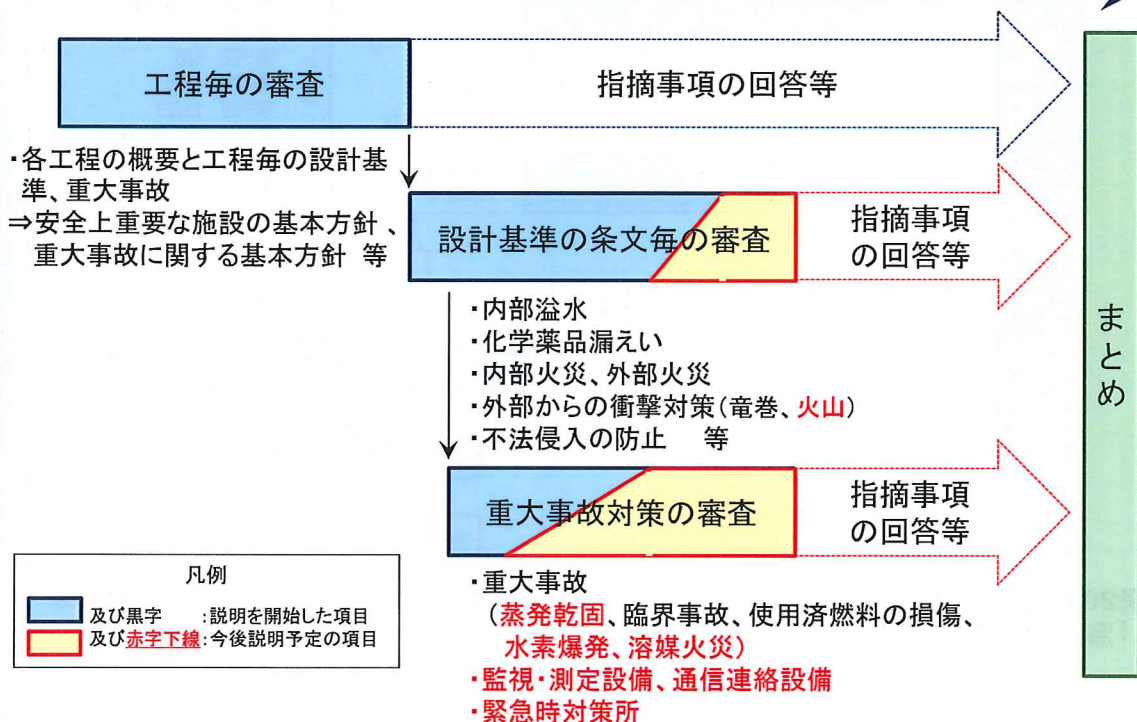 工程毎の審査
指摘事項の回答等
・各工程の概要と工程毎の設計基
準、重大事故
⇒安全上重要な施設の基本方針、
重大事故に関する基本方針 等
設計基準の条文毎の審査
指摘事項
の回答等
・内部溢水
・化学薬品漏えい
・内部火災、外部火災
・外部からの衝撃対策(竜巻、火山)
・不法侵入の防止 等
重大事故対策の審査
指摘事項
の回答等
・重大事故
(蒸発乾固、臨界事故、使用済燃料の損傷、
水素爆発、溶媒火災)
・監視・測定設備、通信連絡設備
・緊急時対策所
まとめ
凡例
及び黒字 :説明を開始した項目
及び赤字下線:今後説明予定の項目